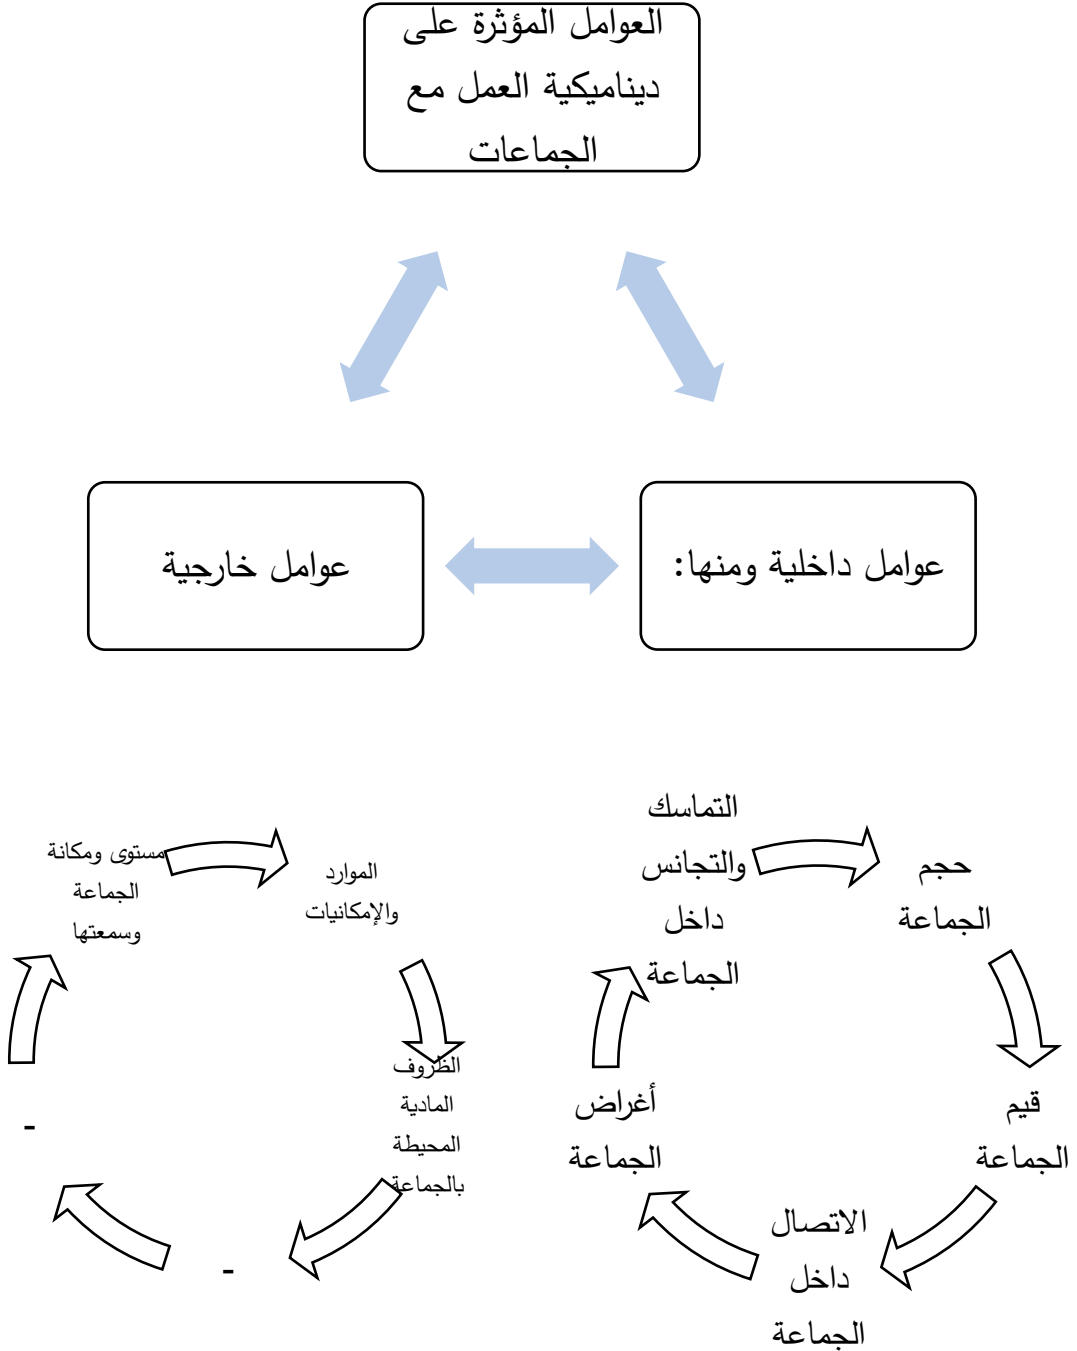 العوامل المؤثرة على
ديناميكية العمل مع
الجماعات
عوامل داخلية ومنها:
عوامل خارجية
حجم
الجماعة
قيم
الجماعة
الاتصال
داخل
الجماعة
أغراض
الجماعة
التماسك
والتجانس
داخل
الجماعة
الموارد
والإمكانيات
الظروف
المادية
المحيطة
بالجماعة
-
-
مستوى ومكانة
الجماعة
وسمعتها